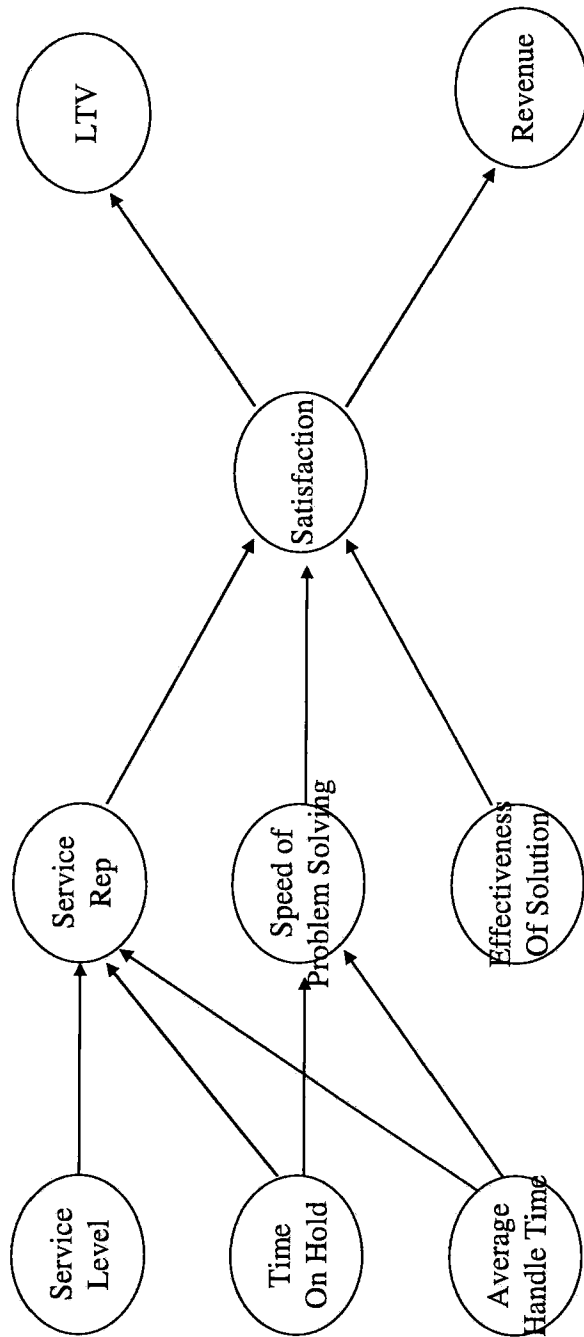 Service
Level
Time
On Hold
Average
Handle Time
Service
Rep
Speed of
Problem Solving
Effectiveness
Of Solution
Satisfaction
LTV
Revenue